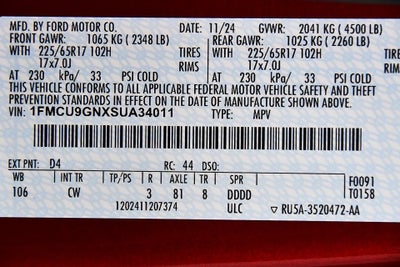 MFD. BY FORD MOTOR CO. DATE: 11/24 GVWR: 2041 KG ( 4500 LB)
FRONT GAWR: 1065 KG ( 2348 LB) REAR GAWR: 1025 KG ( 2260 LB)
WITH 225/65R17 102H TIRES WITH 225/65R17 102H TIRES
17x7.0J RIMS 17x7.0J RIMS
AT 230 kPa/ 33 PSI COLD AT 230 kPa/ 33 PSI COLD
THIS VEHICLE CONFORMS TO ALL APPLICABLE FEDERAL MOTOR VEHICLE SAFETY AND THEFT
PREVENTION STANDARDS IN EFFECT ON THE DATE OF MANUFACTURE SHOWN ABOVE.
VIN: 1FMCU9GNXSUA34011 TYPE: MPV
EXT PNT: D4 RC: 44 DSO:
WB INT TR TP/PS R AXLE TR SPR F0091
106 CW 3 81 8 DDDD T0158
1202411207374 ULC ▽ RU5A-3520472-AA